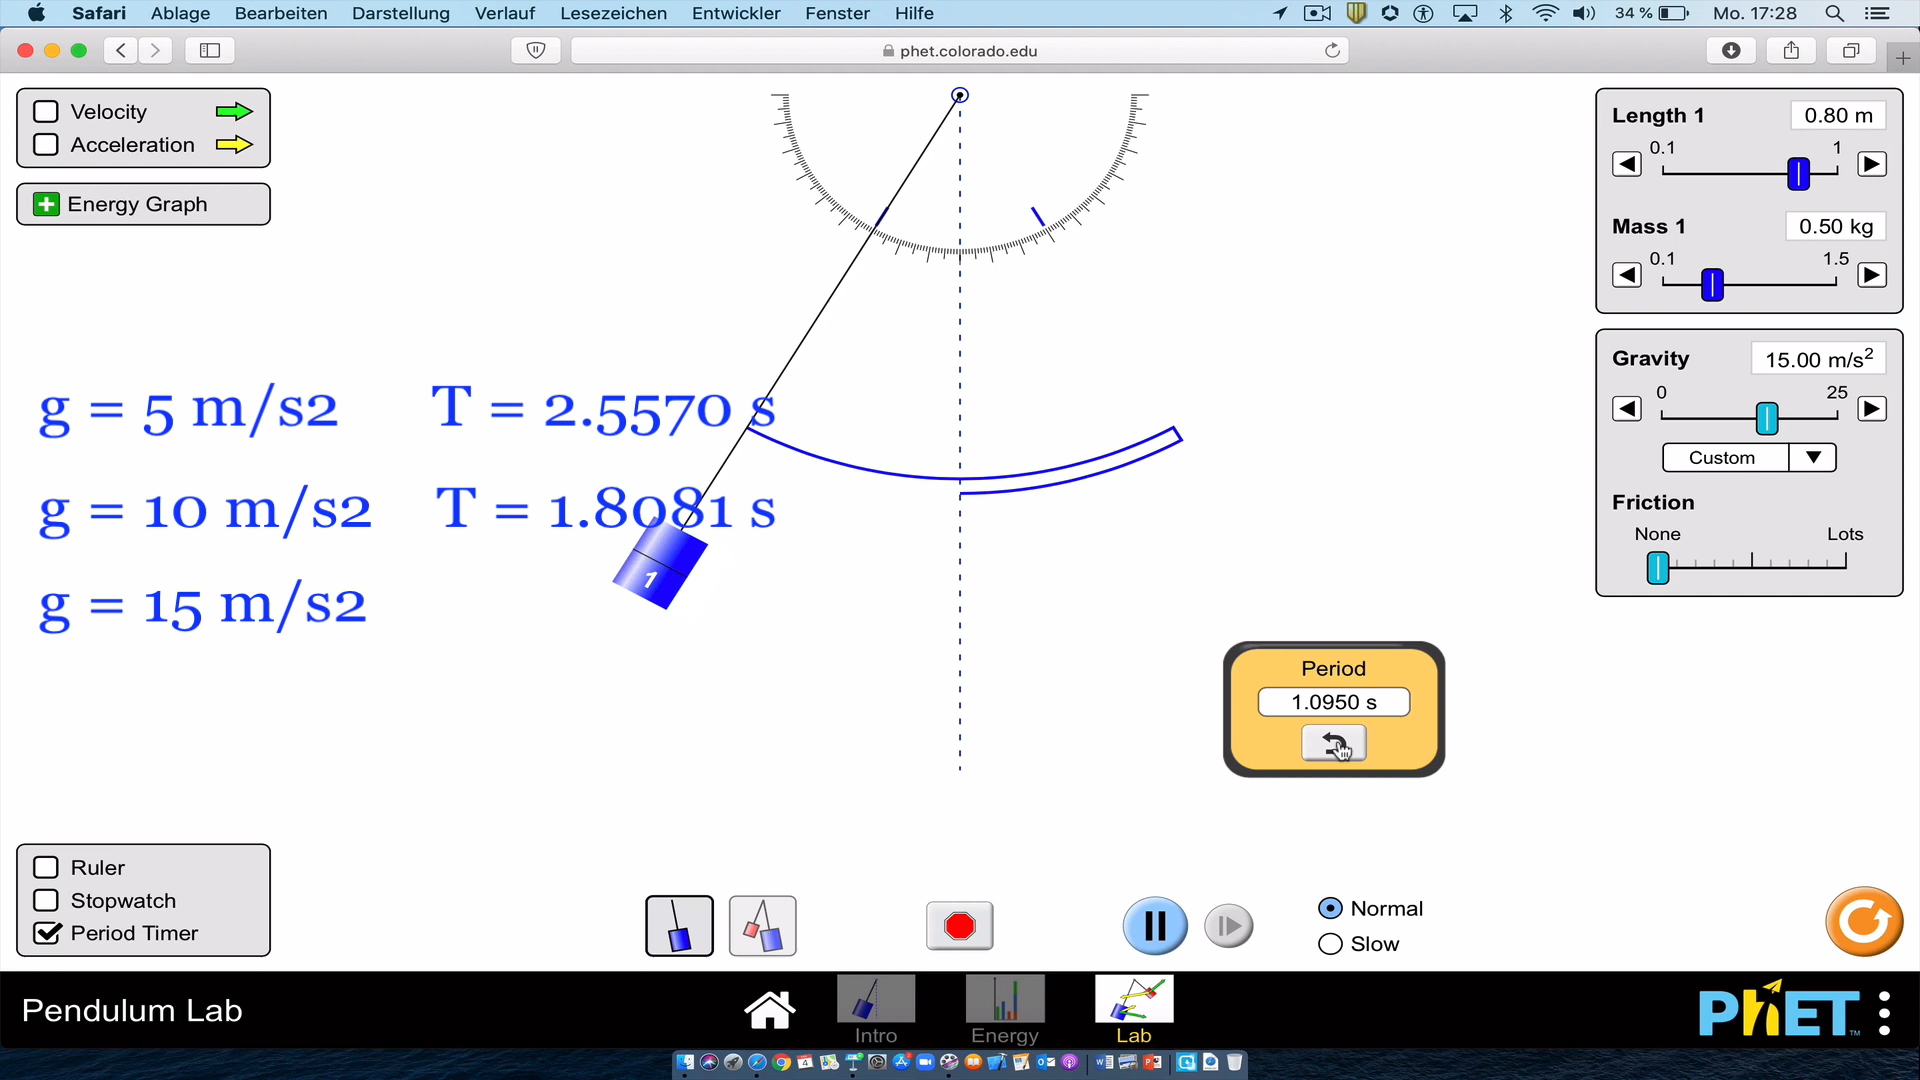 Safari Ablage Bearbeiten Darstellung Verlauf Lesezeichen Entwickler Fenster Hilfe 34 % Mo. 17:28
phet.colorado.edu
Velocity
Acceleration
Energy Graph
Length 1 0.80 m
0.1 1
Mass 1 0.50 kg
0.1 1.5
Gravity 15.00 m/s2
0 25
Custom
Friction
None Lots
g = 5 m/s2 T = 2.5570 s
g = 10 m/s2 T = 1.8081 s
1
g = 15 m/s2
Period
1.0950 s
Ruler
Stopwatch
Period Timer
Normal
Slow
Pendulum Lab
Intro
Energy
Lab
PhET